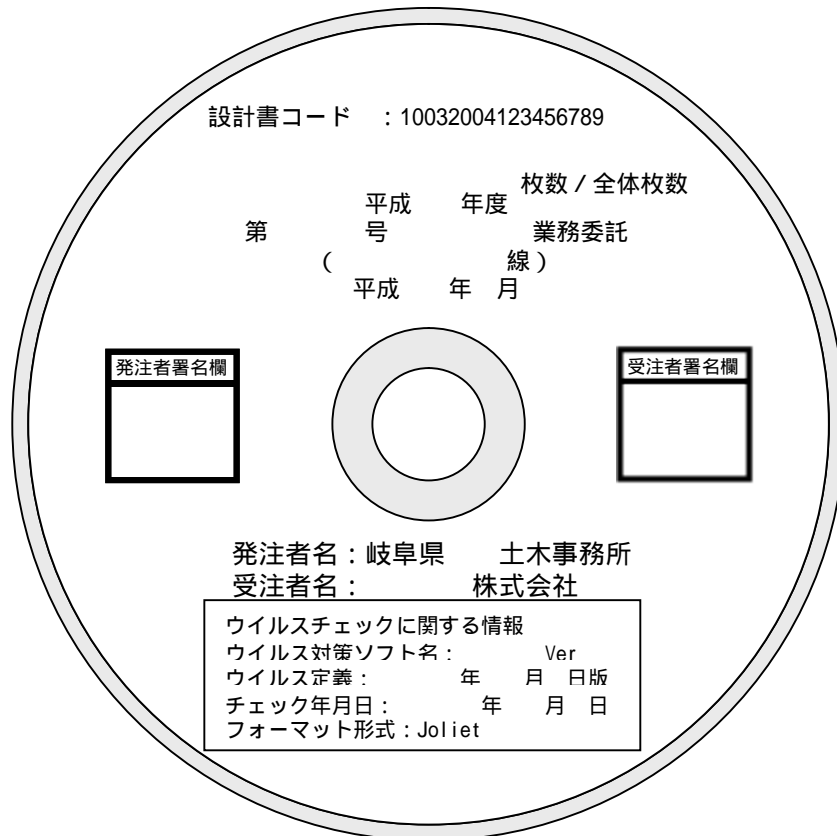 設計書コード　：10032004123456789
枚数 / 全体枚数
平成　　年度
第　　　　号　　　　　　業務委託
（　　　　　　　線）
平成　　年　月
発注者署名欄
受注者署名欄
発注者名：岐阜県　　土木事務所
受注者名：　　　　　株式会社
ウイルスチェックに関する情報
ウイルス対策ソフト名：　　　　Ver
ウイルス定義：　　　　年　　月　日版
チェック年月日：　　　　年　　月　日
フォーマット形式：Joliet